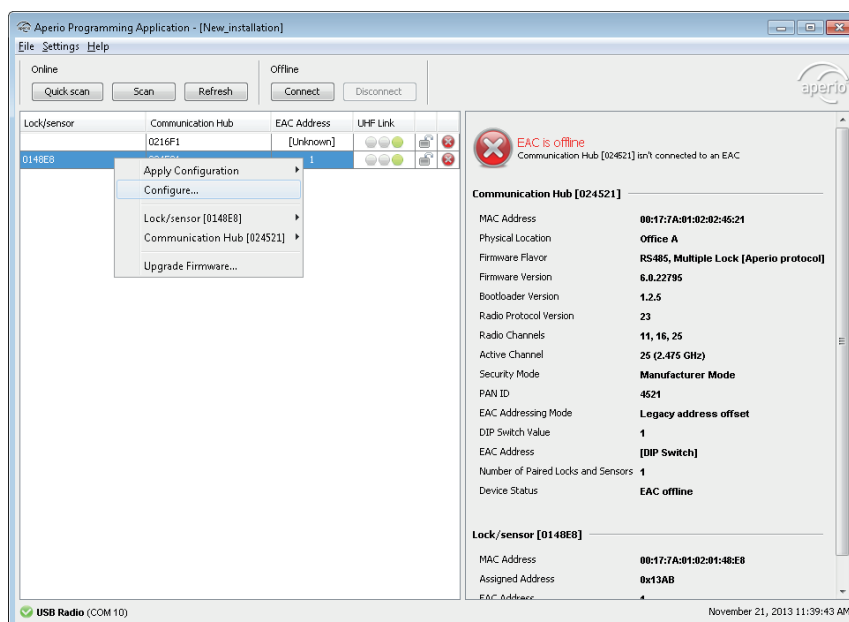 Aperio Programming Application - [New_installation]
File Settings Help
Online
Offline
Quick scan Scan Refresh Connect Disconnect
aperio
Lock/sensor Communication Hub EAC Address UHF Link
0216F1 [Unknown]
0148E8 1
Apply Configuration
Configure...
Lock/sensor [0148E8]
Communication Hub [024521]
Upgrade Firmware...
EAC is offline
Communication Hub [024521] isn't connected to an EAC
Communication Hub [024521]
MAC Address 00:17:7A:01:02:02:45:21
Physical Location Office A
Firmware Flavor RS485, Multiple Lock [Aperio protocol]
Firmware Version 6.0.22795
Bootloader Version 1.2.5
Radio Protocol Version 23
Radio Channels 11, 16, 25
Active Channel 25 (2.475 GHz)
Security Mode Manufacturer Mode
PAN ID 4521
EAC Addressing Mode Legacy address offset
DIP Switch Value 1
EAC Address [DIP Switch]
Number of Paired Locks and Sensors 1
Device Status EAC offline
Lock/sensor [0148E8]
MAC Address 00:17:7A:01:02:01:48:E8
Assigned Address 0x13AB
EAC Address
USB Radio (COM 10)
November 21, 2013 11:39:43 AM